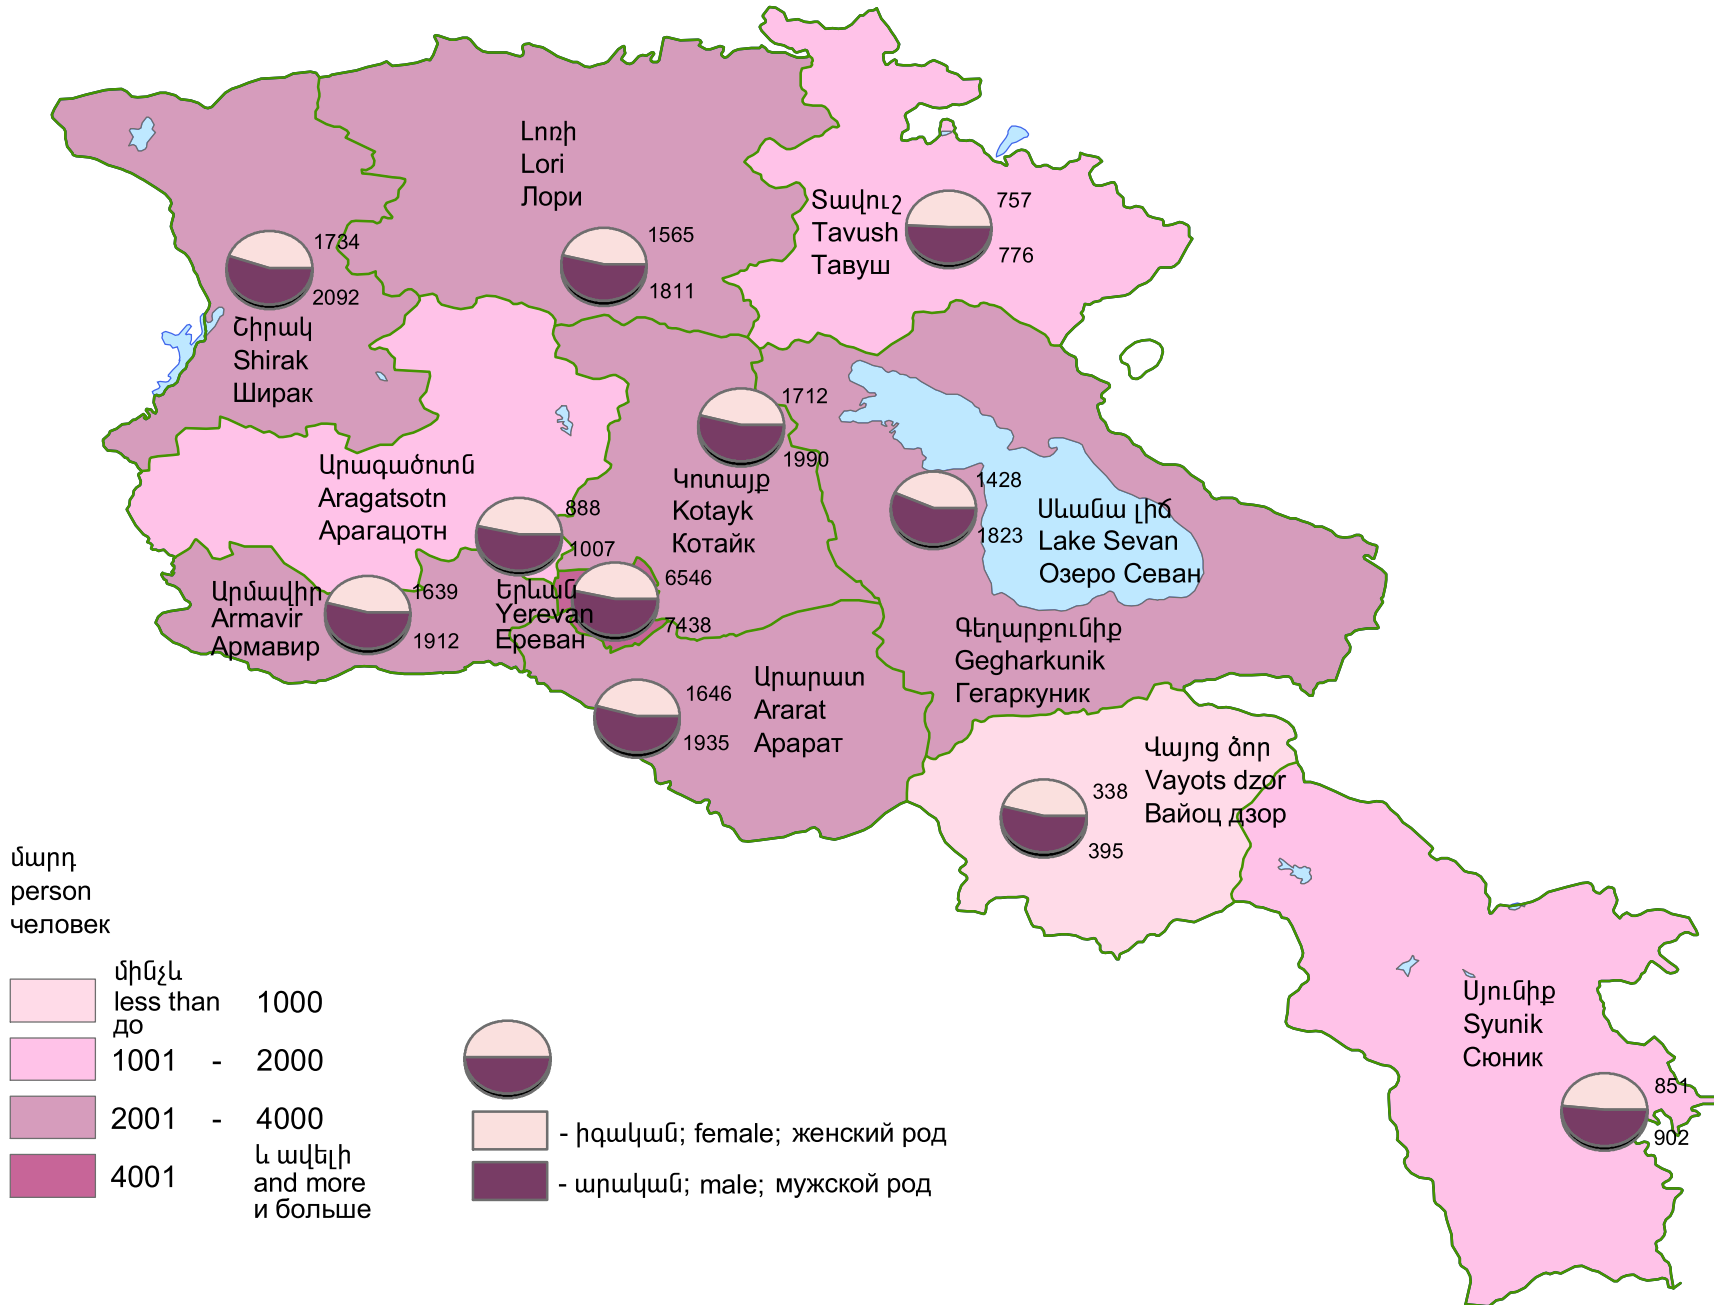 Լոռի
Lori
Лори
1565
1811
Տավուշ
Tavush
Тавуш
757
776
1734
2092
Շիրակ
Shirak
Ширак
1712
1990
Կոտայք
Kotayk
Котайк
Արագածոտն
Aragatsotn
Арагацотн
888
1007
1428
1823
Սևանա լիճ
Lake Sevan
Озеро Севан
Գեղարքունիք
Gegharkunik
Гегаркуник
Արմավիր
Armavir
Армавир
1639
1912
Երևան
Yerevan
Ереван
6546
7438
1646
1935
Արարատ
Ararat
Арарат
Վայոց ձոր
Vayots dzor
Вайоц дзор
338
395
Սյունիք
Syunik
Сюник
851
902
մարդ
person
человек
մինչև
less than 1000
до
1001 - 2000
2001 - 4000
4001 և ավելի
and more
и больше
- իգական; female; женский род
- արական; male; мужской род